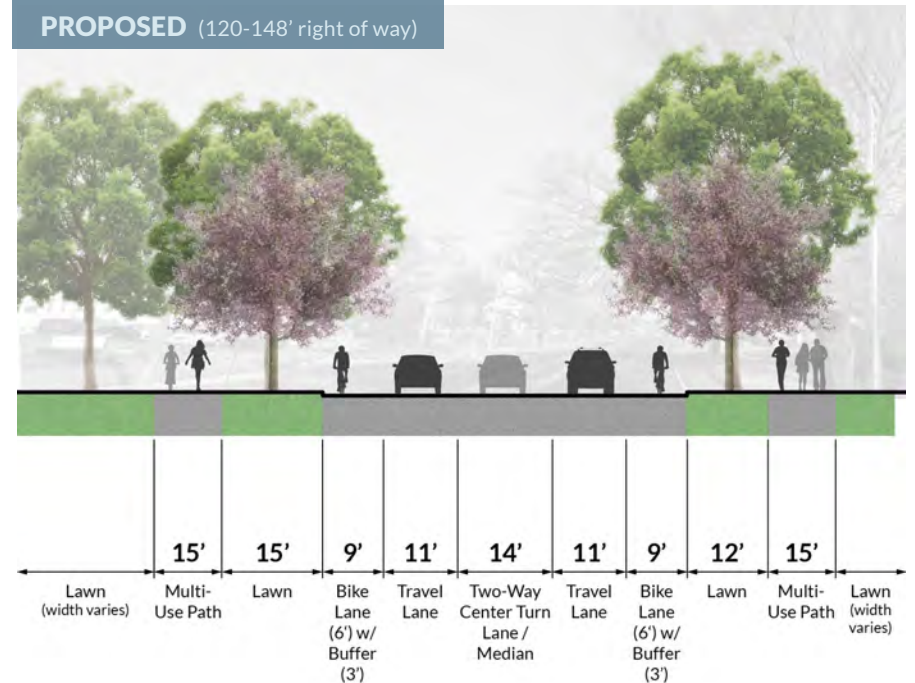 PROPOSED (120-148’ right of way)
15’ 15’ 9’ 11’ 14’ 11’ 9’ 12’ 15’
Lawn
(width varies)
Multi-
Use Path
Lawn
Bike
Lane
(6’) w/
Buffer
(3’)
Travel
Lane
Two-Way
Center Turn
Lane /
Median
Travel
Lane
Bike
Lane
(6’) w/
Buffer
(3’)
Lawn
Multi-
Use Path
Lawn
(width
varies)